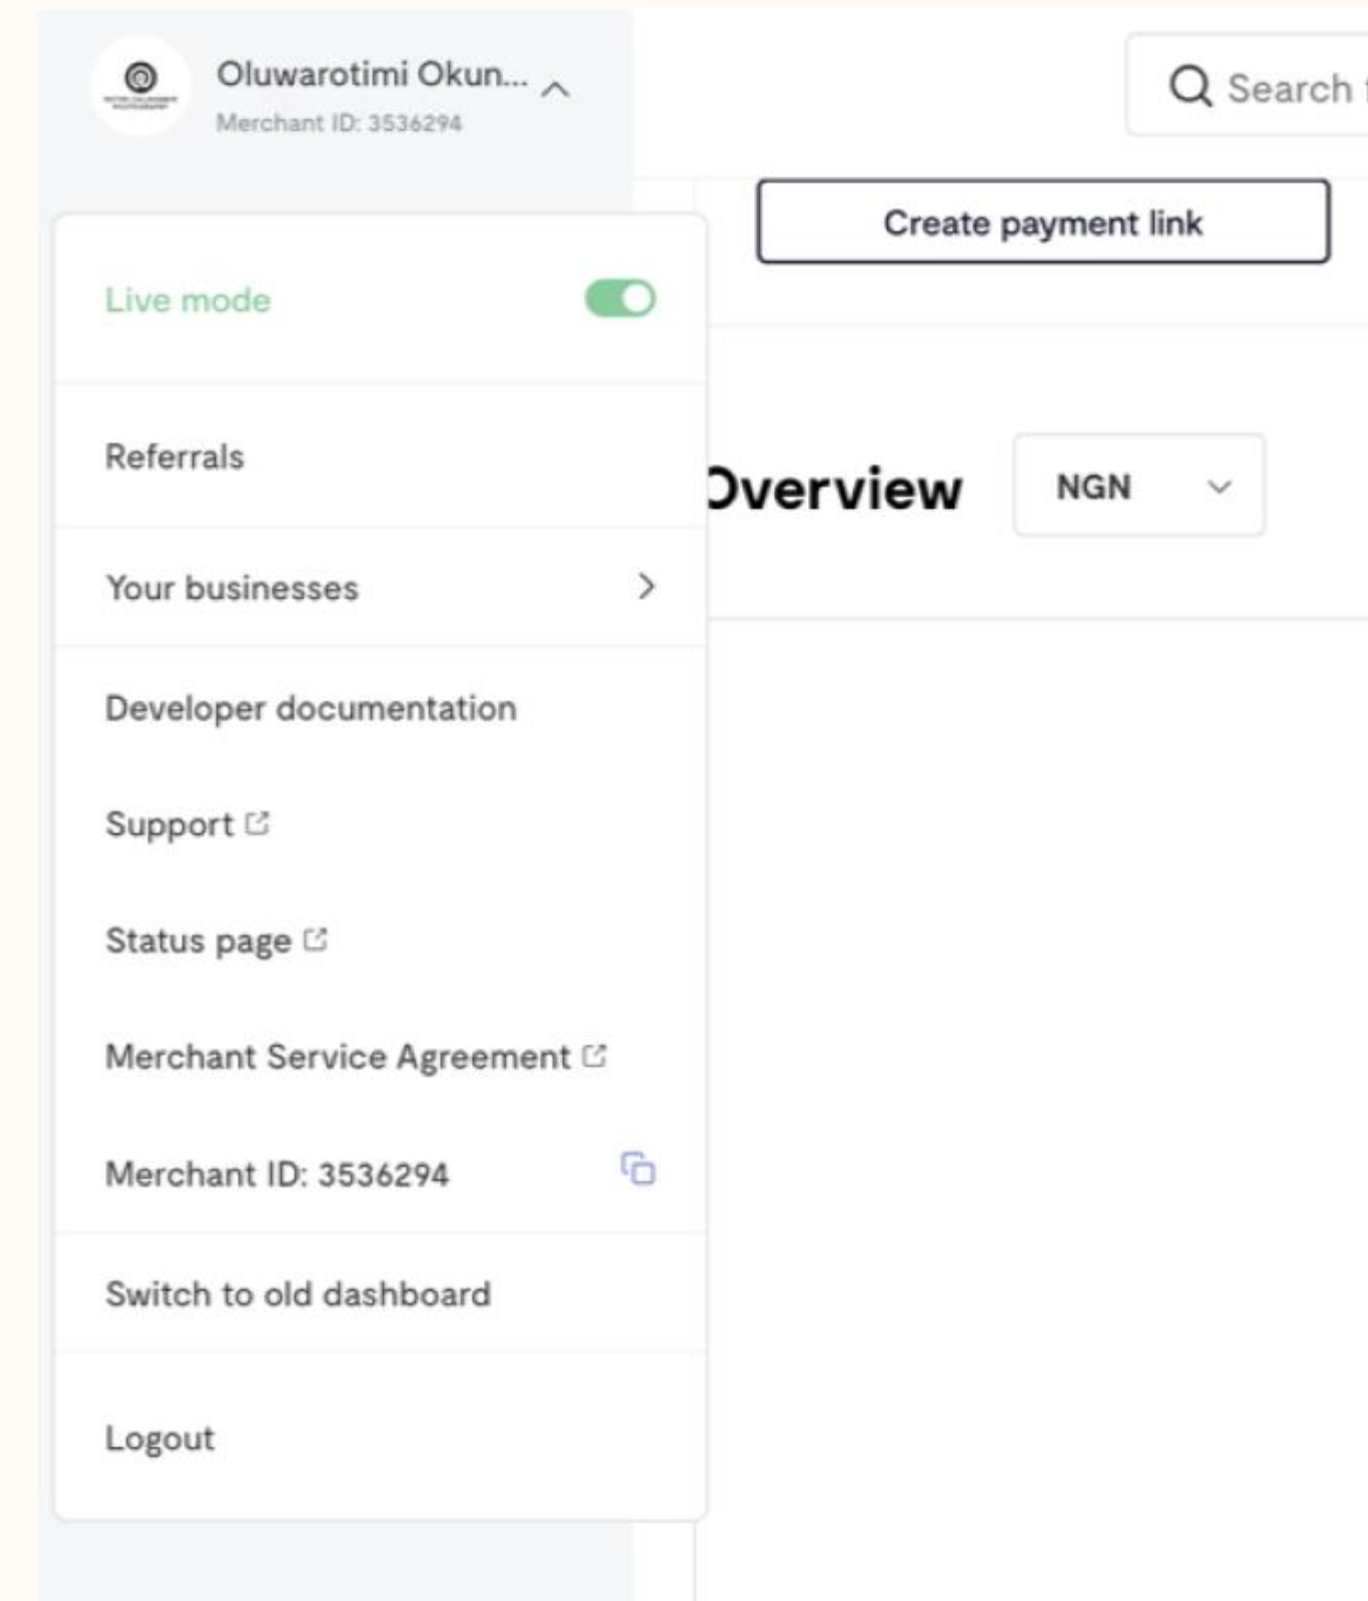 Oluwarotimi Okun...
Merchant ID: 3536294
Search
Create payment link
Live mode
Referrals
Overview
NGN
Your businesses
Developer documentation
Support
Status page
Merchant Service Agreement
Merchant ID: 3536294
Switch to old dashboard
Logout